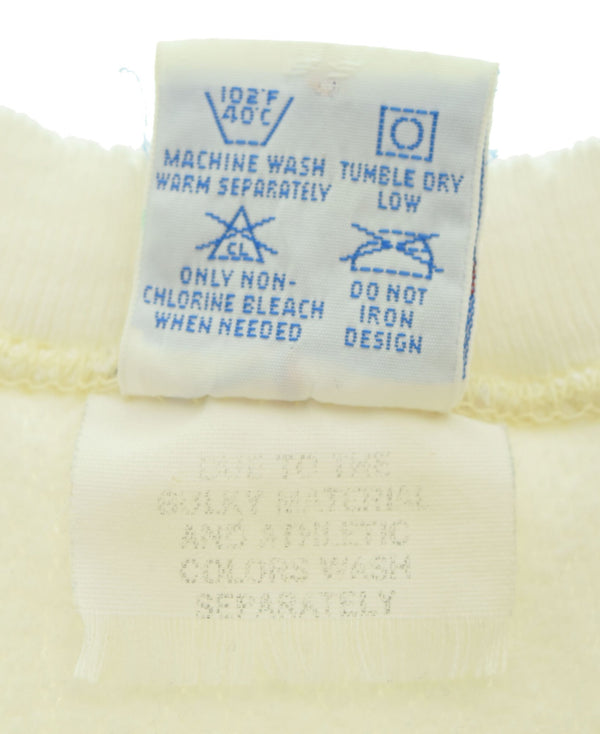 102°F
40°C
MACHINE WASH
WARM SEPARATELY
TUMBLE DRY
LOW
CL
ONLY NON-
CHLORINE BLEACH
WHEN NEEDED
DO NOT
IRON
DESIGN
DUE TO THE
BULKY MATERIAL
AND ATHLETIC
COLORS WASH
SEPARATELY